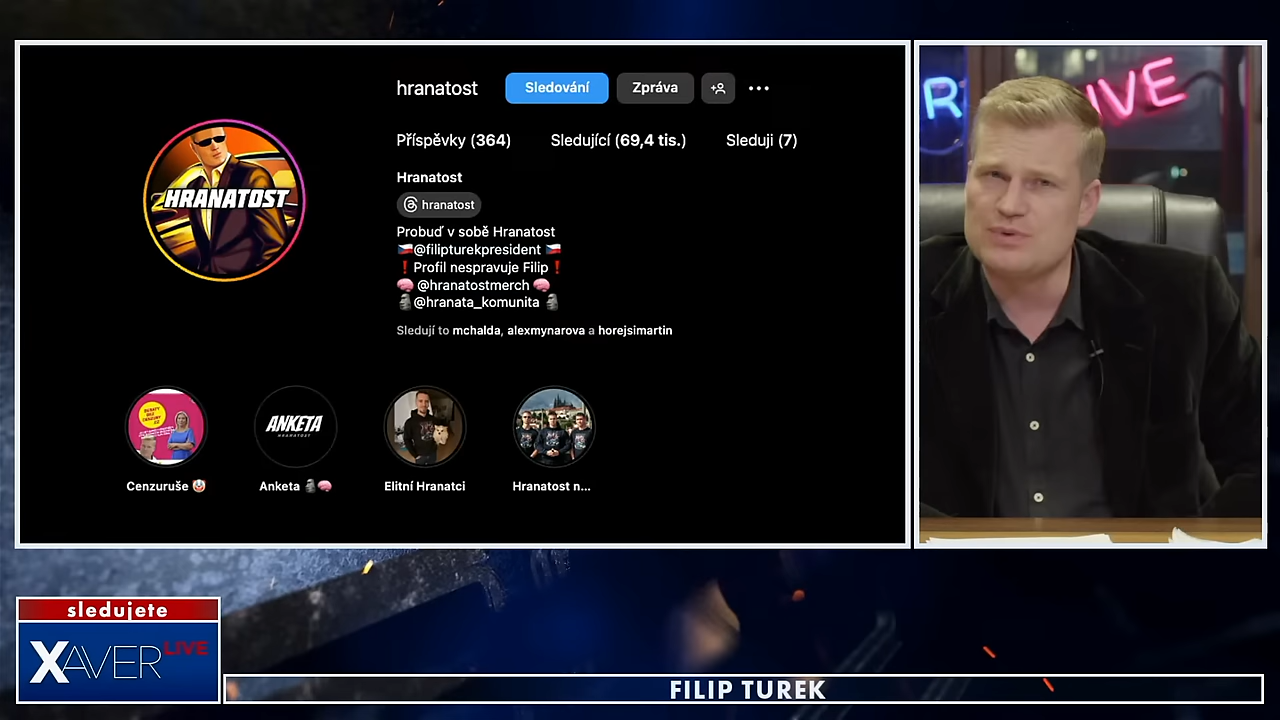 hranatost
Sledování
Zpráva
Příspěvky (364)
Sledující (69,4 tis.)
Sleduji (7)
HRANATOST
Hranatost
hranatost
Probuď v sobě Hranatost
🇨🇿@filipturekpresident 🇨🇿
❗Profil nespravuje Filip❗
🧠 @hranatostmerch 🧠
🗿@hranata_komunita 🗿
Sledují to mchalda, alexmynarova a horejsimartin
ANKETA
HRANATOST
Cenzuruše 🤡
Anketa 🗿🧠
Elitní Hranatci
Hranatost n...
R
IVE
sledujete
XAVER LIVE
FILIP TUREK